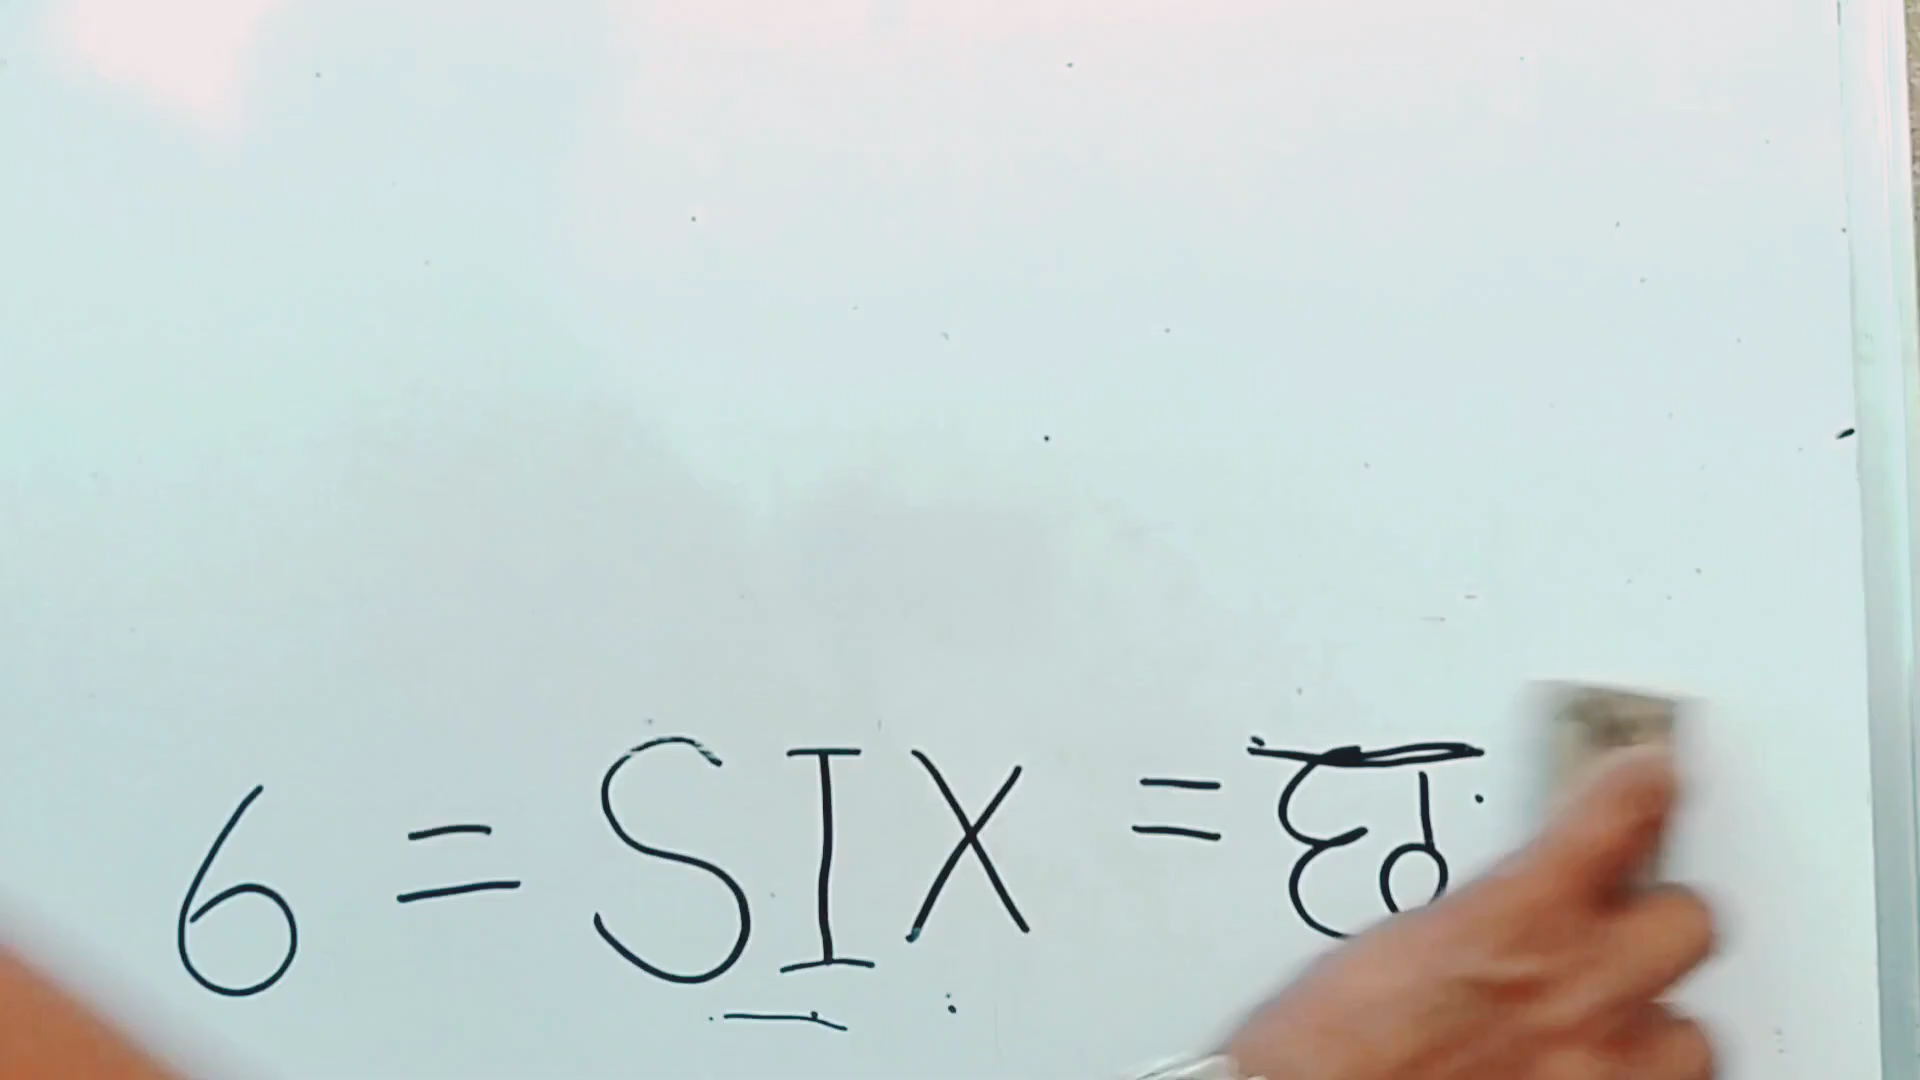 6 = SIX = छ